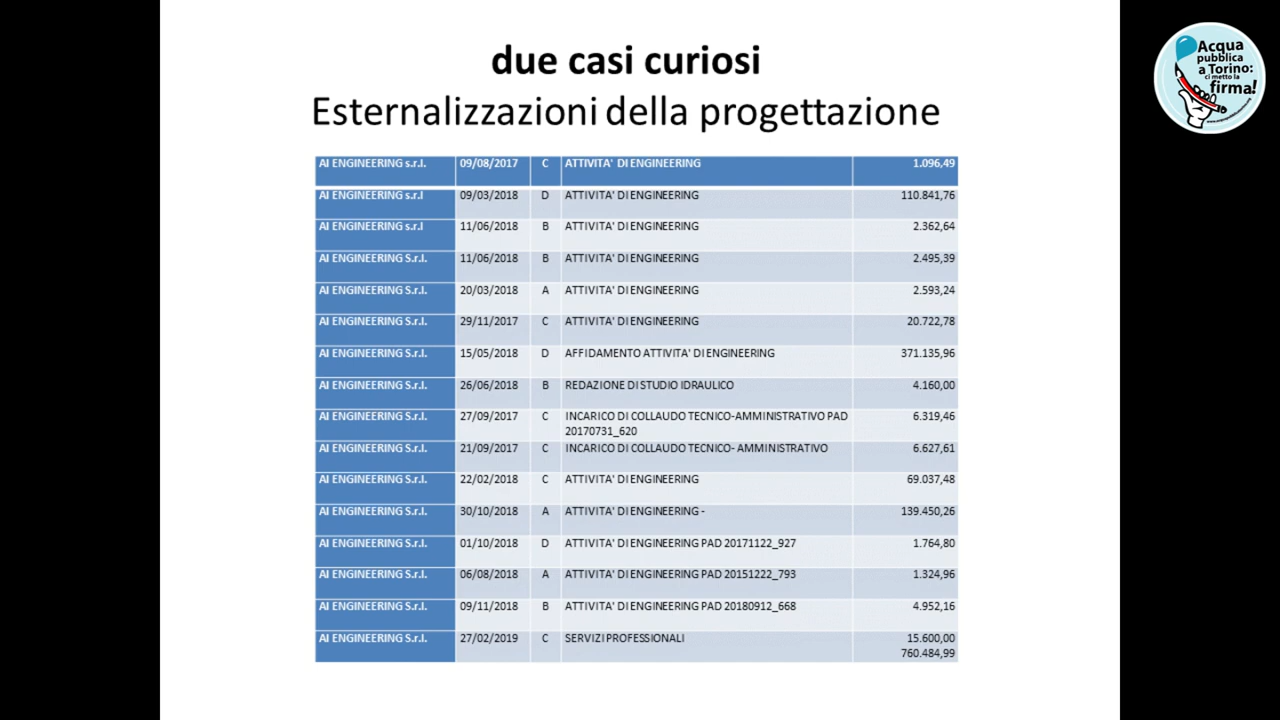 due casi curiosi
Esternalizzazioni della progettazione
Acqua
pubblica
a Torino:
ci metto la
firma!
AI ENGINEERING s.r.l. 09/08/2017 C ATTIVITA' DI ENGINEERING 1.096,49
AI ENGINEERING s.r.l 09/03/2018 D ATTIVITA' DI ENGINEERING 110.841,76
AI ENGINEERING s.r.l 11/06/2018 B ATTIVITA' DI ENGINEERING 2.362,64
AI ENGINEERING S.r.l. 11/06/2018 B ATTIVITA' DI ENGINEERING 2.495,39
AI ENGINEERING S.r.l. 20/03/2018 A ATTIVITA' DI ENGINEERING 2.593,24
AI ENGINEERING S.r.l. 29/11/2017 C ATTIVITA' DI ENGINEERING 20.722,78
AI ENGINEERING S.r.l. 15/05/2018 D AFFIDAMENTO ATTIVITA' DI ENGINEERING 371.135,96
AI ENGINEERING S.r.l. 26/06/2018 B REDAZIONE DI STUDIO IDRAULICO 4.160,00
AI ENGINEERING S.r.l. 27/09/2017 C INCARICO DI COLLAUDO TECNICO-AMMINISTRATIVO PAD 6.319,46
20170731_620
AI ENGINEERING S.r.l. 21/09/2017 C INCARICO DI COLLAUDO TECNICO- AMMINISTRATIVO 6.627,61
AI ENGINEERING S.r.l. 22/02/2018 C ATTIVITA' DI ENGINEERING 69.037,48
AI ENGINEERING S.r.l. 30/10/2018 A ATTIVITA' DI ENGINEERING - 139.450,26
AI ENGINEERING S.r.l. 01/10/2018 D ATTIVITA' DI ENGINEERING PAD 20171122_927 1.764,80
AI ENGINEERING S.r.l. 06/08/2018 A ATTIVITA' DI ENGINEERING PAD 20151222_793 1.324,96
AI ENGINEERING S.r.l. 09/11/2018 B ATTIVITA' DI ENGINEERING PAD 20180912_668 4.952,16
AI ENGINEERING S.r.l. 27/02/2019 C SERVIZI PROFESSIONALI 15.600,00
760.484,99